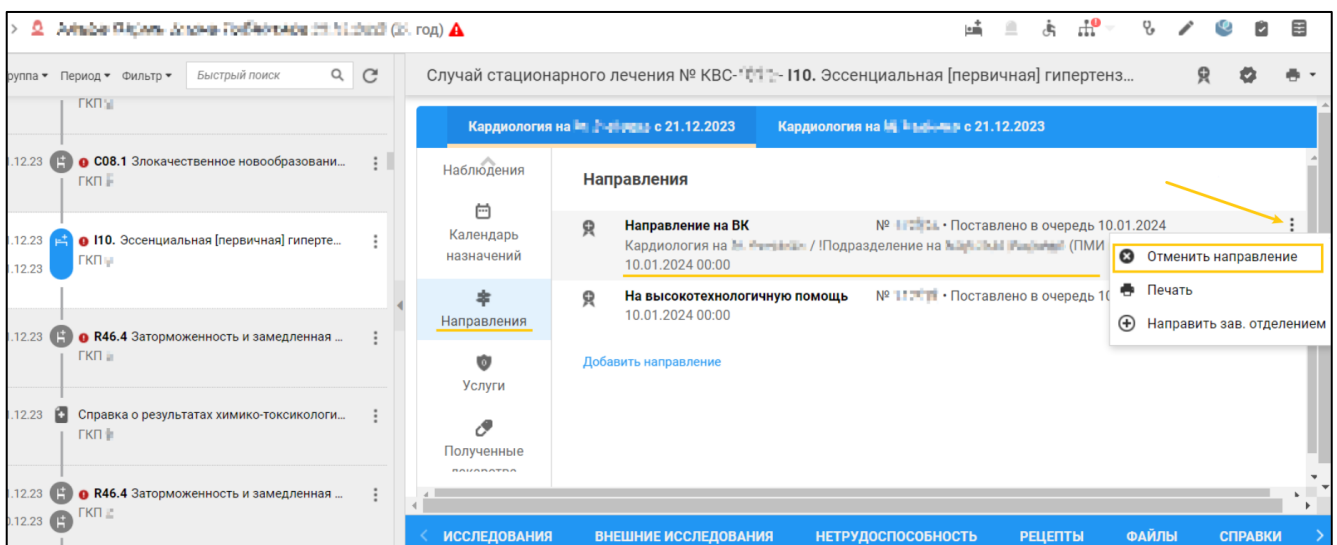 год)
руппа Период Фильтр Быстрый поиск
ГКП
.12.23 C08.1 Злокачественное новообразовани...
ГКП
.12.23 I10. Эссенциальная [первичная] гиперте...
ГКП
.12.23
.12.23 R46.4 Заторможенность и замедленная ...
ГКП
.12.23 Справка о результатах химико-токсикологи...
ГКП
.12.23 R46.4 Заторможенность и замедленная ...
ГКП
.12.23
Случай стационарного лечения № КВС- - I10. Эссенциальная [первичная] гипертенз...
Кардиология на с 21.12.2023 Кардиология на с 21.12.2023
Наблюдения
Календарь
назначений
Направления
Услуги
Полученные
Направления
Направление на ВК № • Поставлено в очередь 10.01.2024
Кардиология на / !Подразделение на (ПМИ
10.01.2024 00:00
На высокотехнологичную помощь № • Поставлено в очередь 10
10.01.2024 00:00
Добавить направление
Отменить направление
Печать
Направить зав. отделением
ИССЛЕДОВАНИЯ ВНЕШНИЕ ИССЛЕДОВАНИЯ НЕТРУДОСПОСОБНОСТЬ РЕЦЕПТЫ ФАЙЛЫ СПРАВКИ